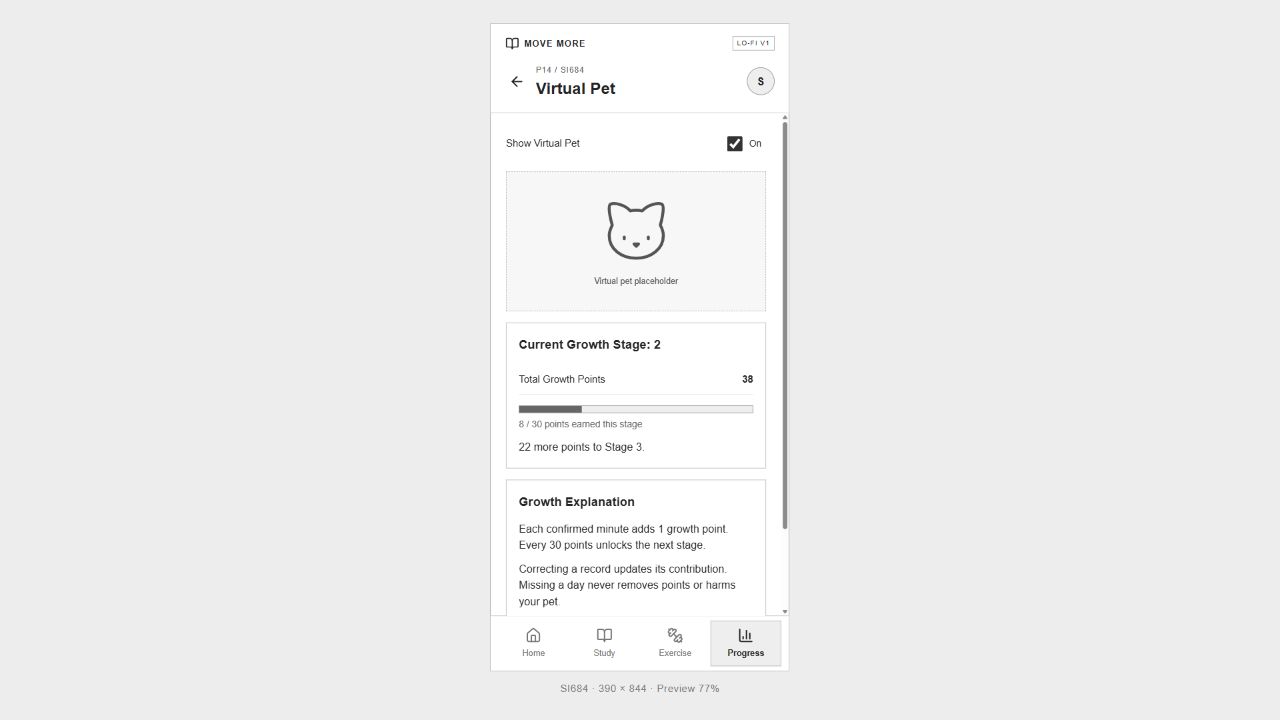 MOVE MORE
LO-FI V1
P14 / SI684
Virtual Pet
S
Show Virtual Pet
On
Virtual pet placeholder
Current Growth Stage: 2
Total Growth Points
38
8 / 30 points earned this stage
22 more points to Stage 3.
Growth Explanation
Each confirmed minute adds 1 growth point.
Every 30 points unlocks the next stage.
Correcting a record updates its contribution.
Missing a day never removes points or harms
your pet.
Home
Study
Exercise
Progress
SI684 · 390 × 844 · Preview 77%